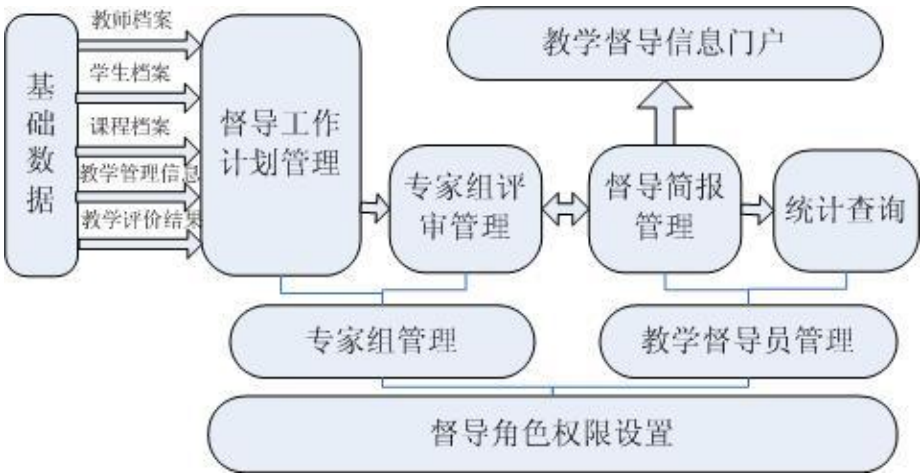 教师档案
学生档案
课程档案
教学管理信息
教学评价结果
基
础
数
据
督导工作
计划管理
教学督导信息门户
专家组评
审管理
督导简报
管理
统计查询
专家组管理
教学督导员管理
督导角色权限设置